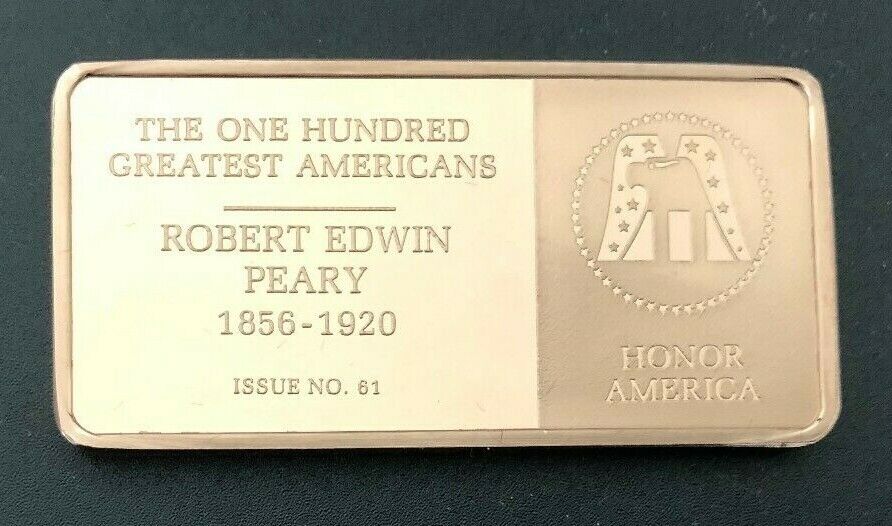 THE ONE HUNDRED
GREATEST AMERICANS
ROBERT EDWIN
PEARY
1856-1920
ISSUE NO. 61
HONOR
AMERICA